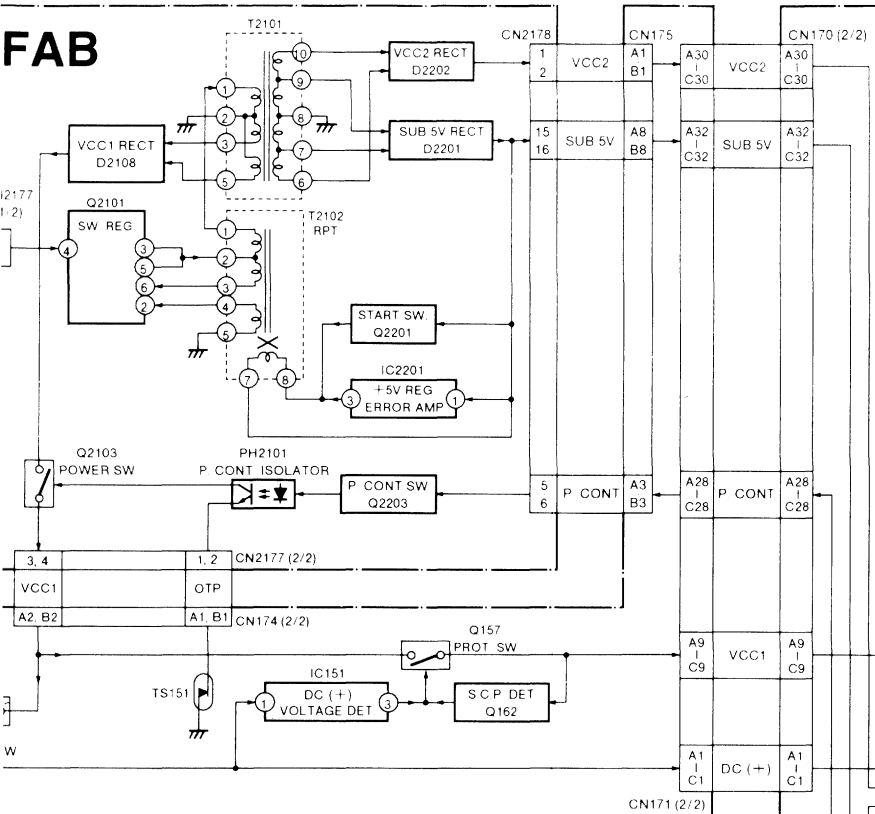 FAB
T2101
CN2178
CN175
CN170 (2/2)
10
9
8
7
6
1
2
3
5
VCC2 RECT
D2202
SUB 5V RECT
D2201
VCC1 RECT
D2108
1
2
VCC2
A1
B1
A30
C30
VCC2
A30
C30
15
16
SUB 5V
A8
B8
A32
C32
SUB 5V
A32
C32
1/2)
Q2101
SW REG
4
3
5
6
2
T2102
RPT
1
2
3
4
5
7
8
START SW.
Q2201
IC2201
+5V REG
ERROR AMP
3
1
Q2103
POWER SW
PH2101
P CONT ISOLATOR
P CONT SW
Q2203
5
6
P CONT
A3
B3
A28
C28
P CONT
A28
C28
3, 4
1, 2
CN2177 (2/2)
VCC1
OTP
A2, B2
A1, B1
CN174 (2/2)
Q157
PROT SW
TS151
IC151
DC (+)
VOLTAGE DET
1
3
S.C.P DET
Q162
A9
C9
VCC1
A9
C9
W
A1
C1
DC (+)
A1
C1
CN171 (2/2)